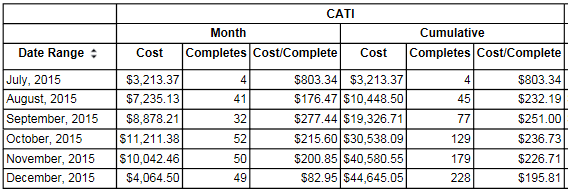 CATI
Month Cumulative
Date Range Cost Completes Cost/Complete Cost Completes Cost/Complete
July, 2015 $3,213.37 4 $803.34 $3,213.37 4 $803.34
August, 2015 $7,235.13 41 $176.47 $10,448.50 45 $232.19
September, 2015 $8,878.21 32 $277.44 $19,326.71 77 $251.00
October, 2015 $11,211.38 52 $215.60 $30,538.09 129 $236.73
November, 2015 $10,042.46 50 $200.85 $40,580.55 179 $226.71
December, 2015 $4,064.50 49 $82.95 $44,645.05 228 $195.81